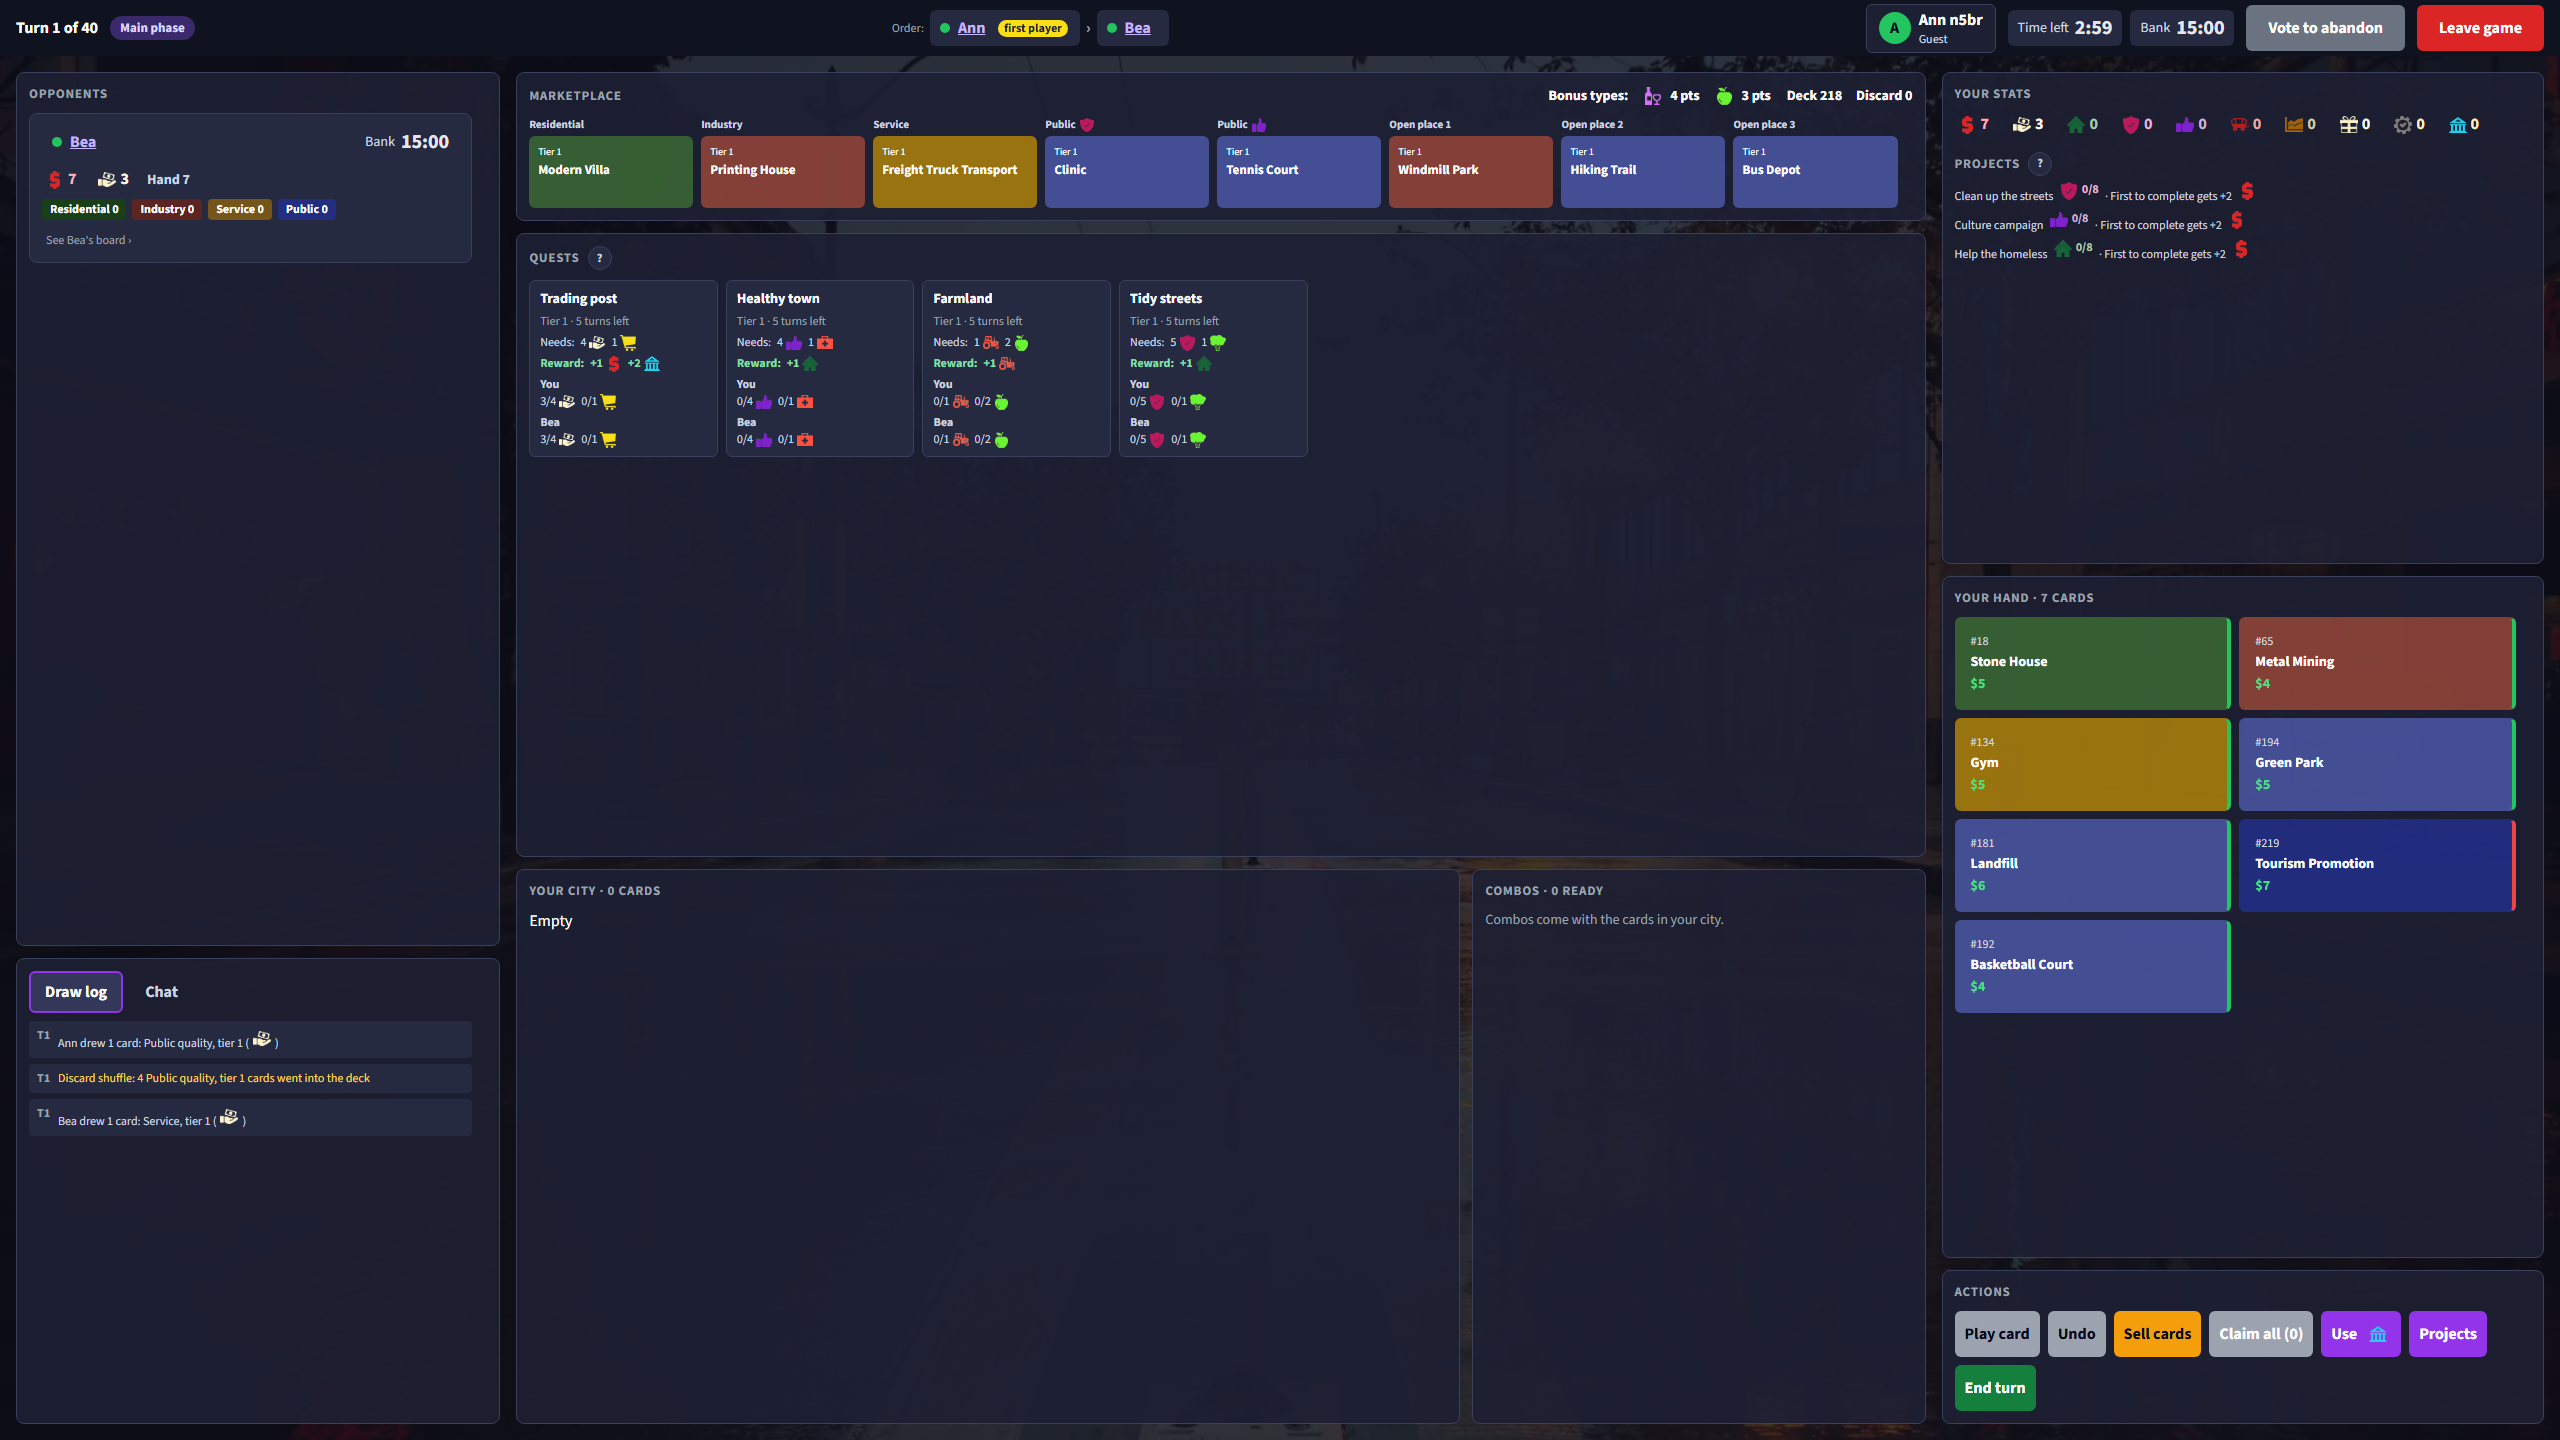 Turn 1 of 40 Main phase
Order: Ann first player › Bea
A Ann n5br Guest
Time left 2:59
Bank 15:00
Vote to abandon
Leave game
OPPONENTS
Bea Bank 15:00
7 3 Hand 7
Residential 0 Industry 0 Service 0 Public 0
See Bea's board ›
MARKETPLACE
Bonus types: 4 pts 3 pts Deck 218 Discard 0
Residential Industry Service Public Public Open place 1 Open place 2 Open place 3
Tier 1 Tier 1 Tier 1 Tier 1 Tier 1 Tier 1 Tier 1 Tier 1
Modern Villa Printing House Freight Truck Transport Clinic Tennis Court Windmill Park Hiking Trail Bus Depot
QUESTS ?
Trading post
Tier 1 · 5 turns left
Needs: 4 1
Reward: +1 +2
You
3/4 0/1
Bea
3/4 0/1
Healthy town
Tier 1 · 5 turns left
Needs: 4 1
Reward: +1
You
0/4 0/1
Bea
0/4 0/1
Farmland
Tier 1 · 5 turns left
Needs: 1 2
Reward: +1
You
0/1 0/2
Bea
0/1 0/2
Tidy streets
Tier 1 · 5 turns left
Needs: 5 1
Reward: +1
You
0/5 0/1
Bea
0/5 0/1
YOUR STATS
7 3 0 0 0 0 0 0 0 0
PROJECTS ?
Clean up the streets 0/8 · First to complete gets +2
Culture campaign 0/8 · First to complete gets +2
Help the homeless 0/8 · First to complete gets +2
YOUR HAND · 7 CARDS
#18
Stone House
$5
#65
Metal Mining
$4
#134
Gym
$5
#194
Green Park
$5
#181
Landfill
$6
#219
Tourism Promotion
$7
#192
Basketball Court
$4
YOUR CITY · 0 CARDS
Empty
COMBOS · 0 READY
Combos come with the cards in your city.
Draw log Chat
T1 Ann drew 1 card: Public quality, tier 1 ( )
T1 Discard shuffle: 4 Public quality, tier 1 cards went into the deck
T1 Bea drew 1 card: Service, tier 1 ( )
ACTIONS
Play card Undo Sell cards Claim all (0) Use Projects
End turn